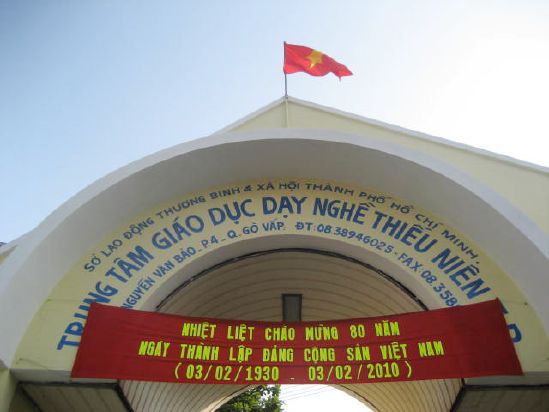 SỞ LAO ĐỘNG THƯƠNG BINH & XÃ HỘI THÀNH PHỐ HỒ CHÍ MINH.
TRUNG TÂM GIÁO DỤC DẠY NGHỀ THIẾU NIÊN
NGUYỄN VĂN BẢO P.4 - Q. GÒ VẤP. ĐT: 08.38946025 - FAX: 08.358
NHIỆT LIỆT CHÀO MỪNG 80 NĂM
NGÀY THÀNH LẬP ĐẢNG CỘNG SẢN VIỆT NAM
( 03/02/1930 - 03/02/2010 )